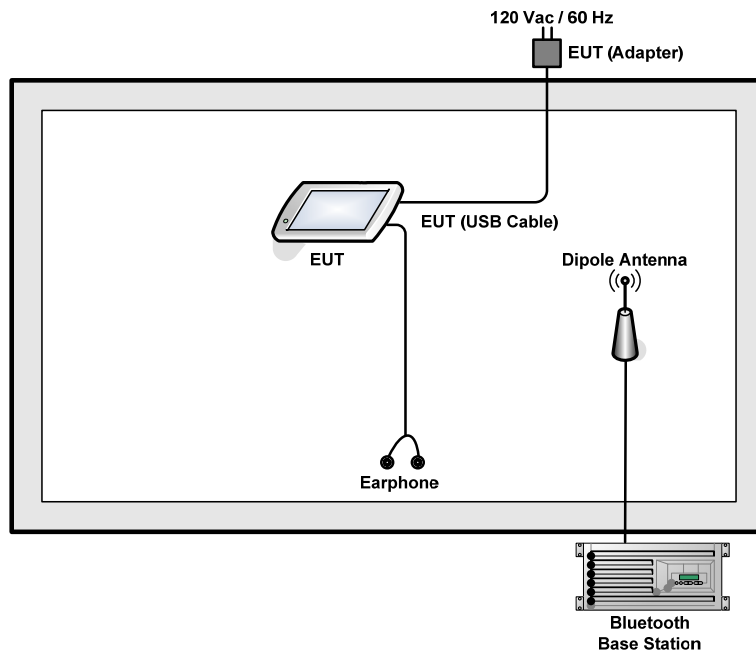 120 Vac / 60 Hz
EUT (Adapter)
EUT (USB Cable)
EUT
Dipole Antenna
Earphone
Bluetooth
Base Station